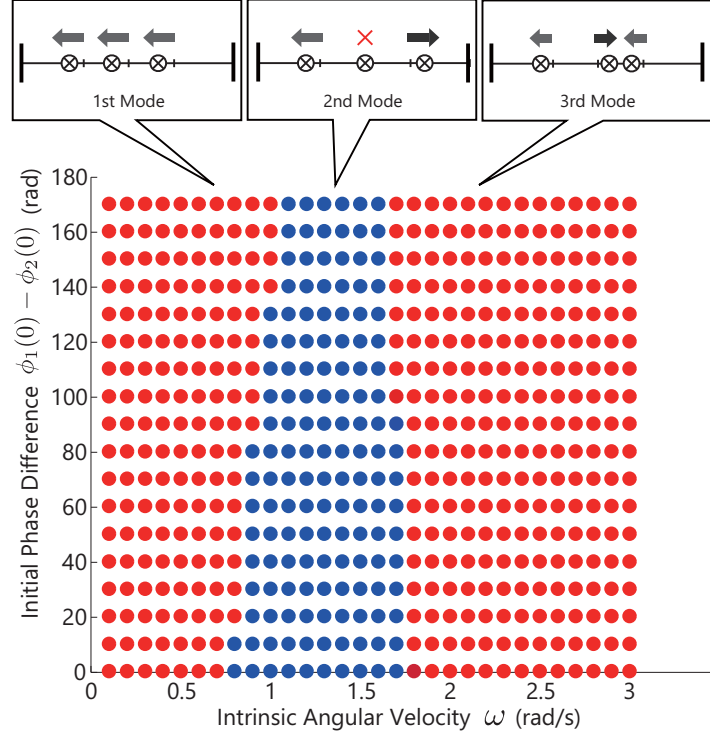 1st Mode
2nd Mode
3rd Mode
Initial Phase Difference ϕ₁(0) − ϕ₂(0) (rad)
180
160
140
120
100
80
60
40
20
0
0 0.5 1 1.5 2 2.5 3
Intrinsic Angular Velocity ω (rad/s)